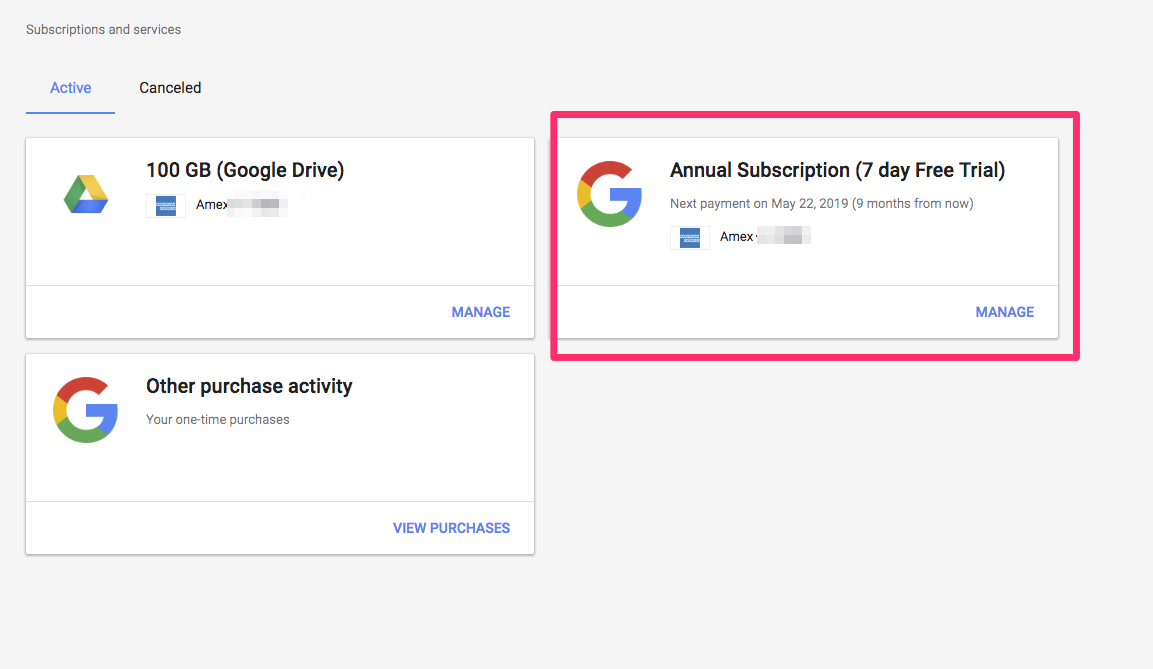 Subscriptions and services
Active
Canceled
100 GB (Google Drive)
Amex
MANAGE
Annual Subscription (7 day Free Trial)
Next payment on May 22, 2019 (9 months from now)
Amex
MANAGE
Other purchase activity
Your one-time purchases
VIEW PURCHASES